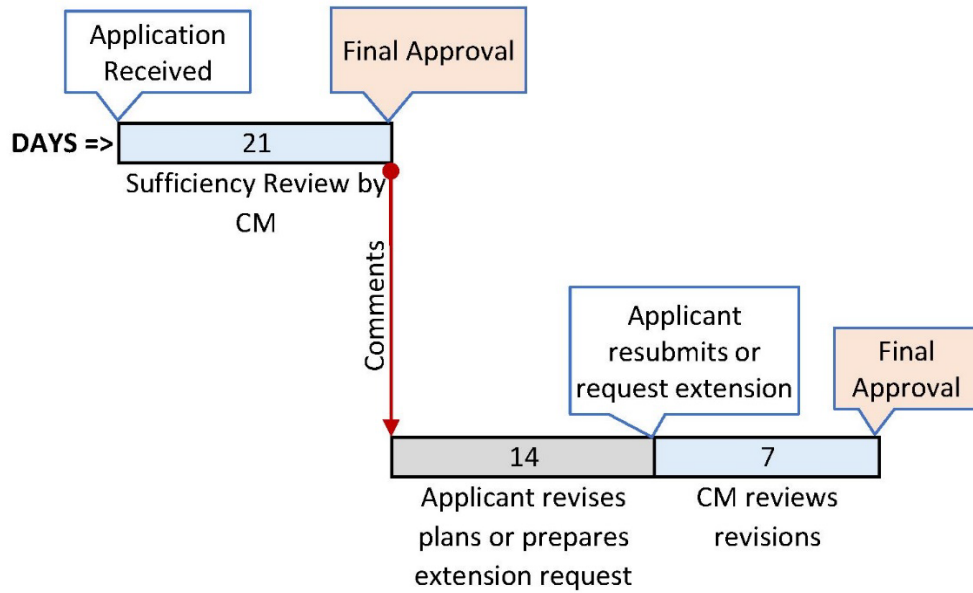 Application
Received
Final Approval
DAYS =>
21
Sufficiency Review by
CM
Comments
Applicant
resubmits or
request extension
Final
Approval
14
7
Applicant revises
plans or prepares
extension request
CM reviews
revisions